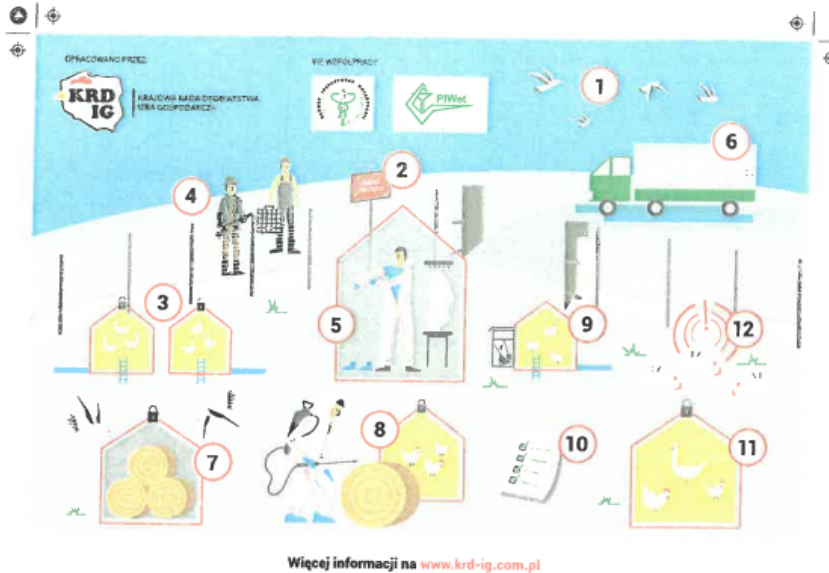 OPRACOWANO PRZEZ:
WE WSPÓŁPRACY
KRD
IG
KRAJOWA RADA DROBIARSTWA
IZBA GOSPODARCZA
PIWet
1
2
3
4
5
6
7
8
9
10
11
12
Więcej informacji na www.krd-ig.com.pl